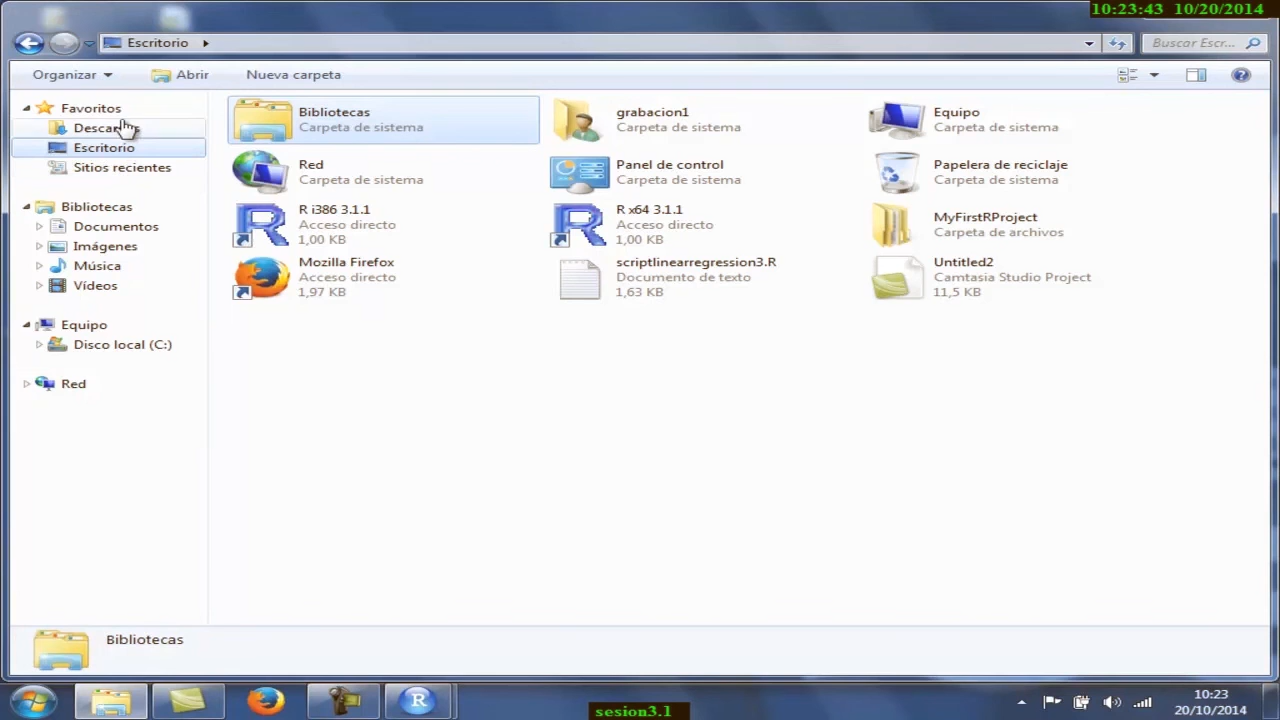 10:23:43 10/20/2014
Escritorio
Buscar Escr...
Organizar
Abrir
Nueva carpeta
Favoritos
Escritorio
Sitios recientes
Bibliotecas
Documentos
Imágenes
Música
Vídeos
Equipo
Disco local (C:)
Red
Bibliotecas
Carpeta de sistema
grabacion1
Carpeta de sistema
Equipo
Carpeta de sistema
Red
Carpeta de sistema
Panel de control
Carpeta de sistema
Papelera de reciclaje
Carpeta de sistema
R i386 3.1.1
Acceso directo
1,00 KB
R x64 3.1.1
Acceso directo
1,00 KB
MyFirstRProject
Carpeta de archivos
Mozilla Firefox
Acceso directo
1,97 KB
scriptlinearregression3.R
Documento de texto
1,63 KB
Untitled2
Camtasia Studio Project
11,5 KB
Bibliotecas
sesion3.1
10:23
20/10/2014